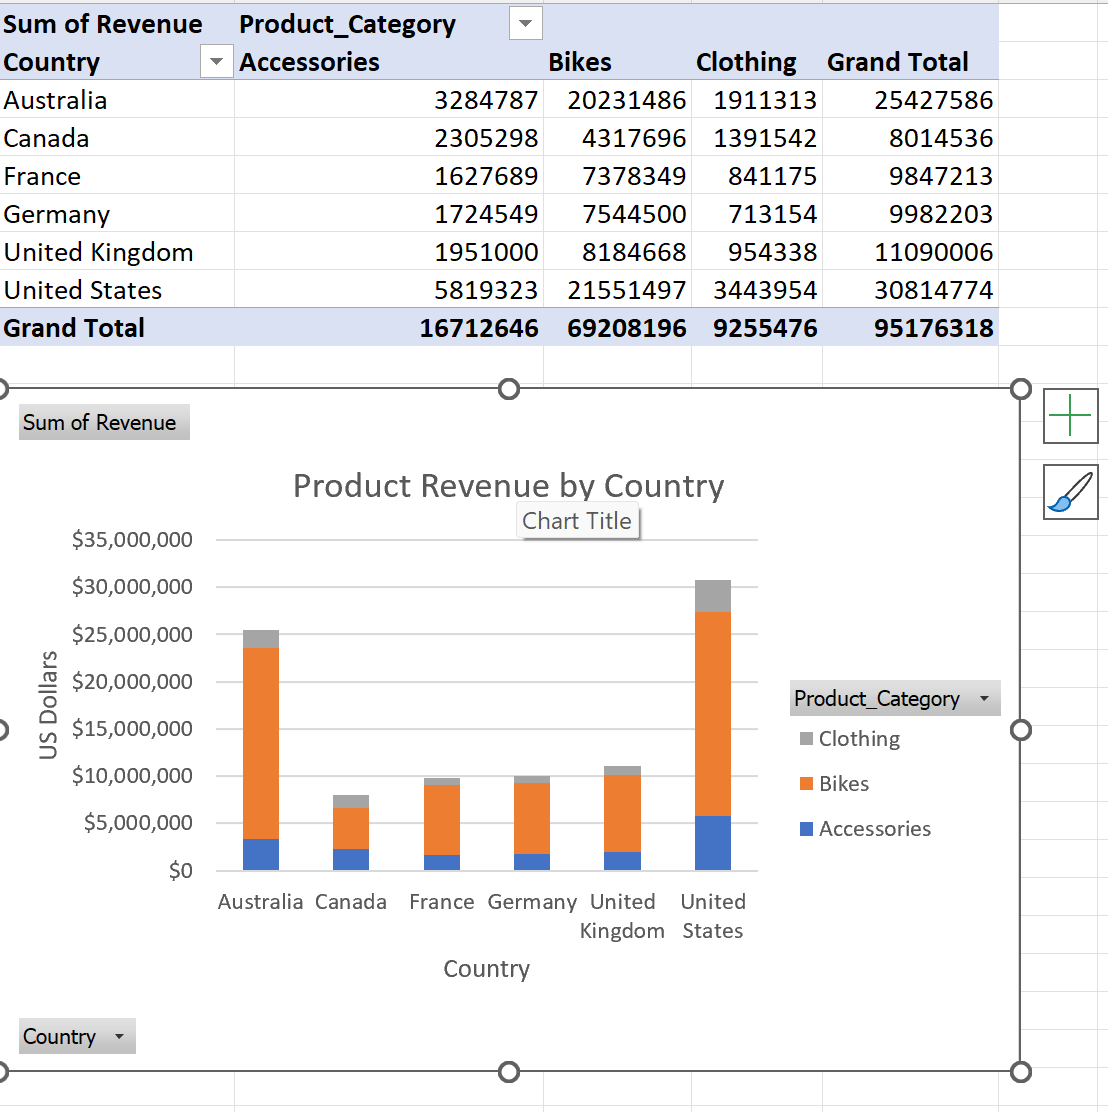 Sum of Revenue Product_Category
Country Accessories Bikes Clothing Grand Total
Australia 3284787 20231486 1911313 25427586
Canada 2305298 4317696 1391542 8014536
France 1627689 7378349 841175 9847213
Germany 1724549 7544500 713154 9982203
United Kingdom 1951000 8184668 954338 11090006
United States 5819323 21551497 3443954 30814774
Grand Total 16712646 69208196 9255476 95176318
Sum of Revenue
Product Revenue by Country
Chart Title
$35,000,000
$30,000,000
$25,000,000
$20,000,000
$15,000,000
$10,000,000
$5,000,000
$0
US Dollars
Australia Canada France Germany United Kingdom United States
Country
Product_Category
Clothing
Bikes
Accessories
Country